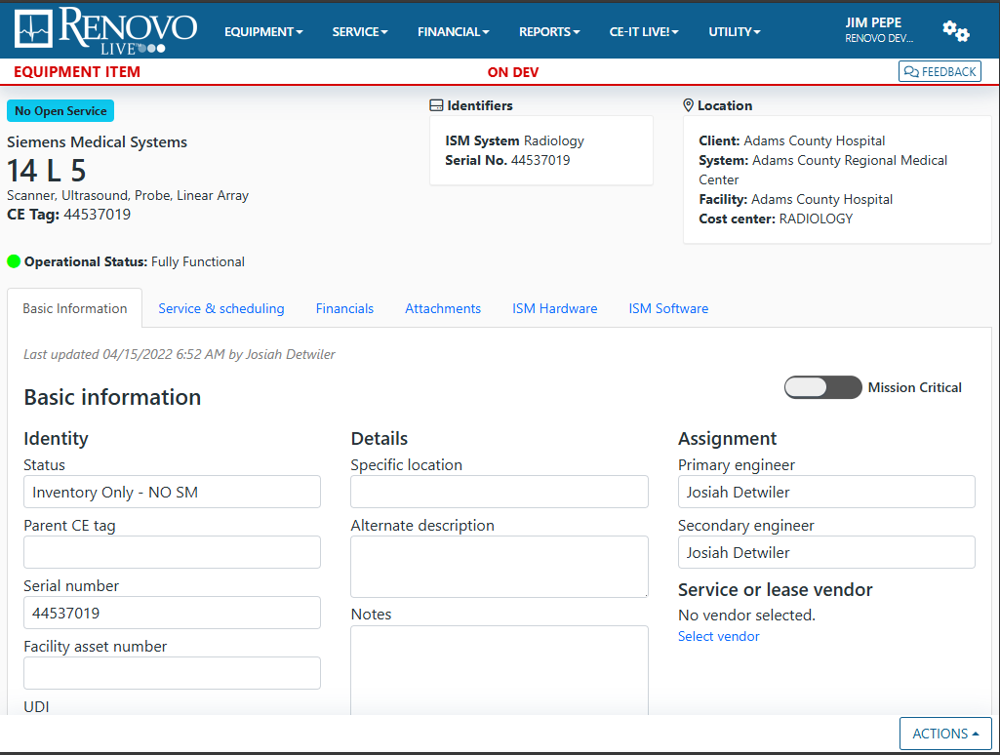 RENOVO
LIVE™
EQUIPMENT
SERVICE
FINANCIAL
REPORTS
CE-IT LIVE!
UTILITY
JIM PEPE
RENOVO DEV...
EQUIPMENT ITEM
ON DEV
FEEDBACK
No Open Service
Siemens Medical Systems
14 L 5
Scanner, Ultrasound, Probe, Linear Array
CE Tag: 44537019
Operational Status: Fully Functional
Identifiers
ISM System Radiology
Serial No. 44537019
Location
Client: Adams County Hospital
System: Adams County Regional Medical
Center
Facility: Adams County Hospital
Cost center: RADIOLOGY
Basic Information
Service & scheduling
Financials
Attachments
ISM Hardware
ISM Software
Last updated 04/15/2022 6:52 AM by Josiah Detwiler
Basic information
Mission Critical
Identity
Status
Inventory Only - NO SM
Parent CE tag
Serial number
44537019
Facility asset number
UDI
Details
Specific location
Alternate description
Notes
Assignment
Primary engineer
Josiah Detwiler
Secondary engineer
Josiah Detwiler
Service or lease vendor
No vendor selected.
Select vendor
ACTIONS